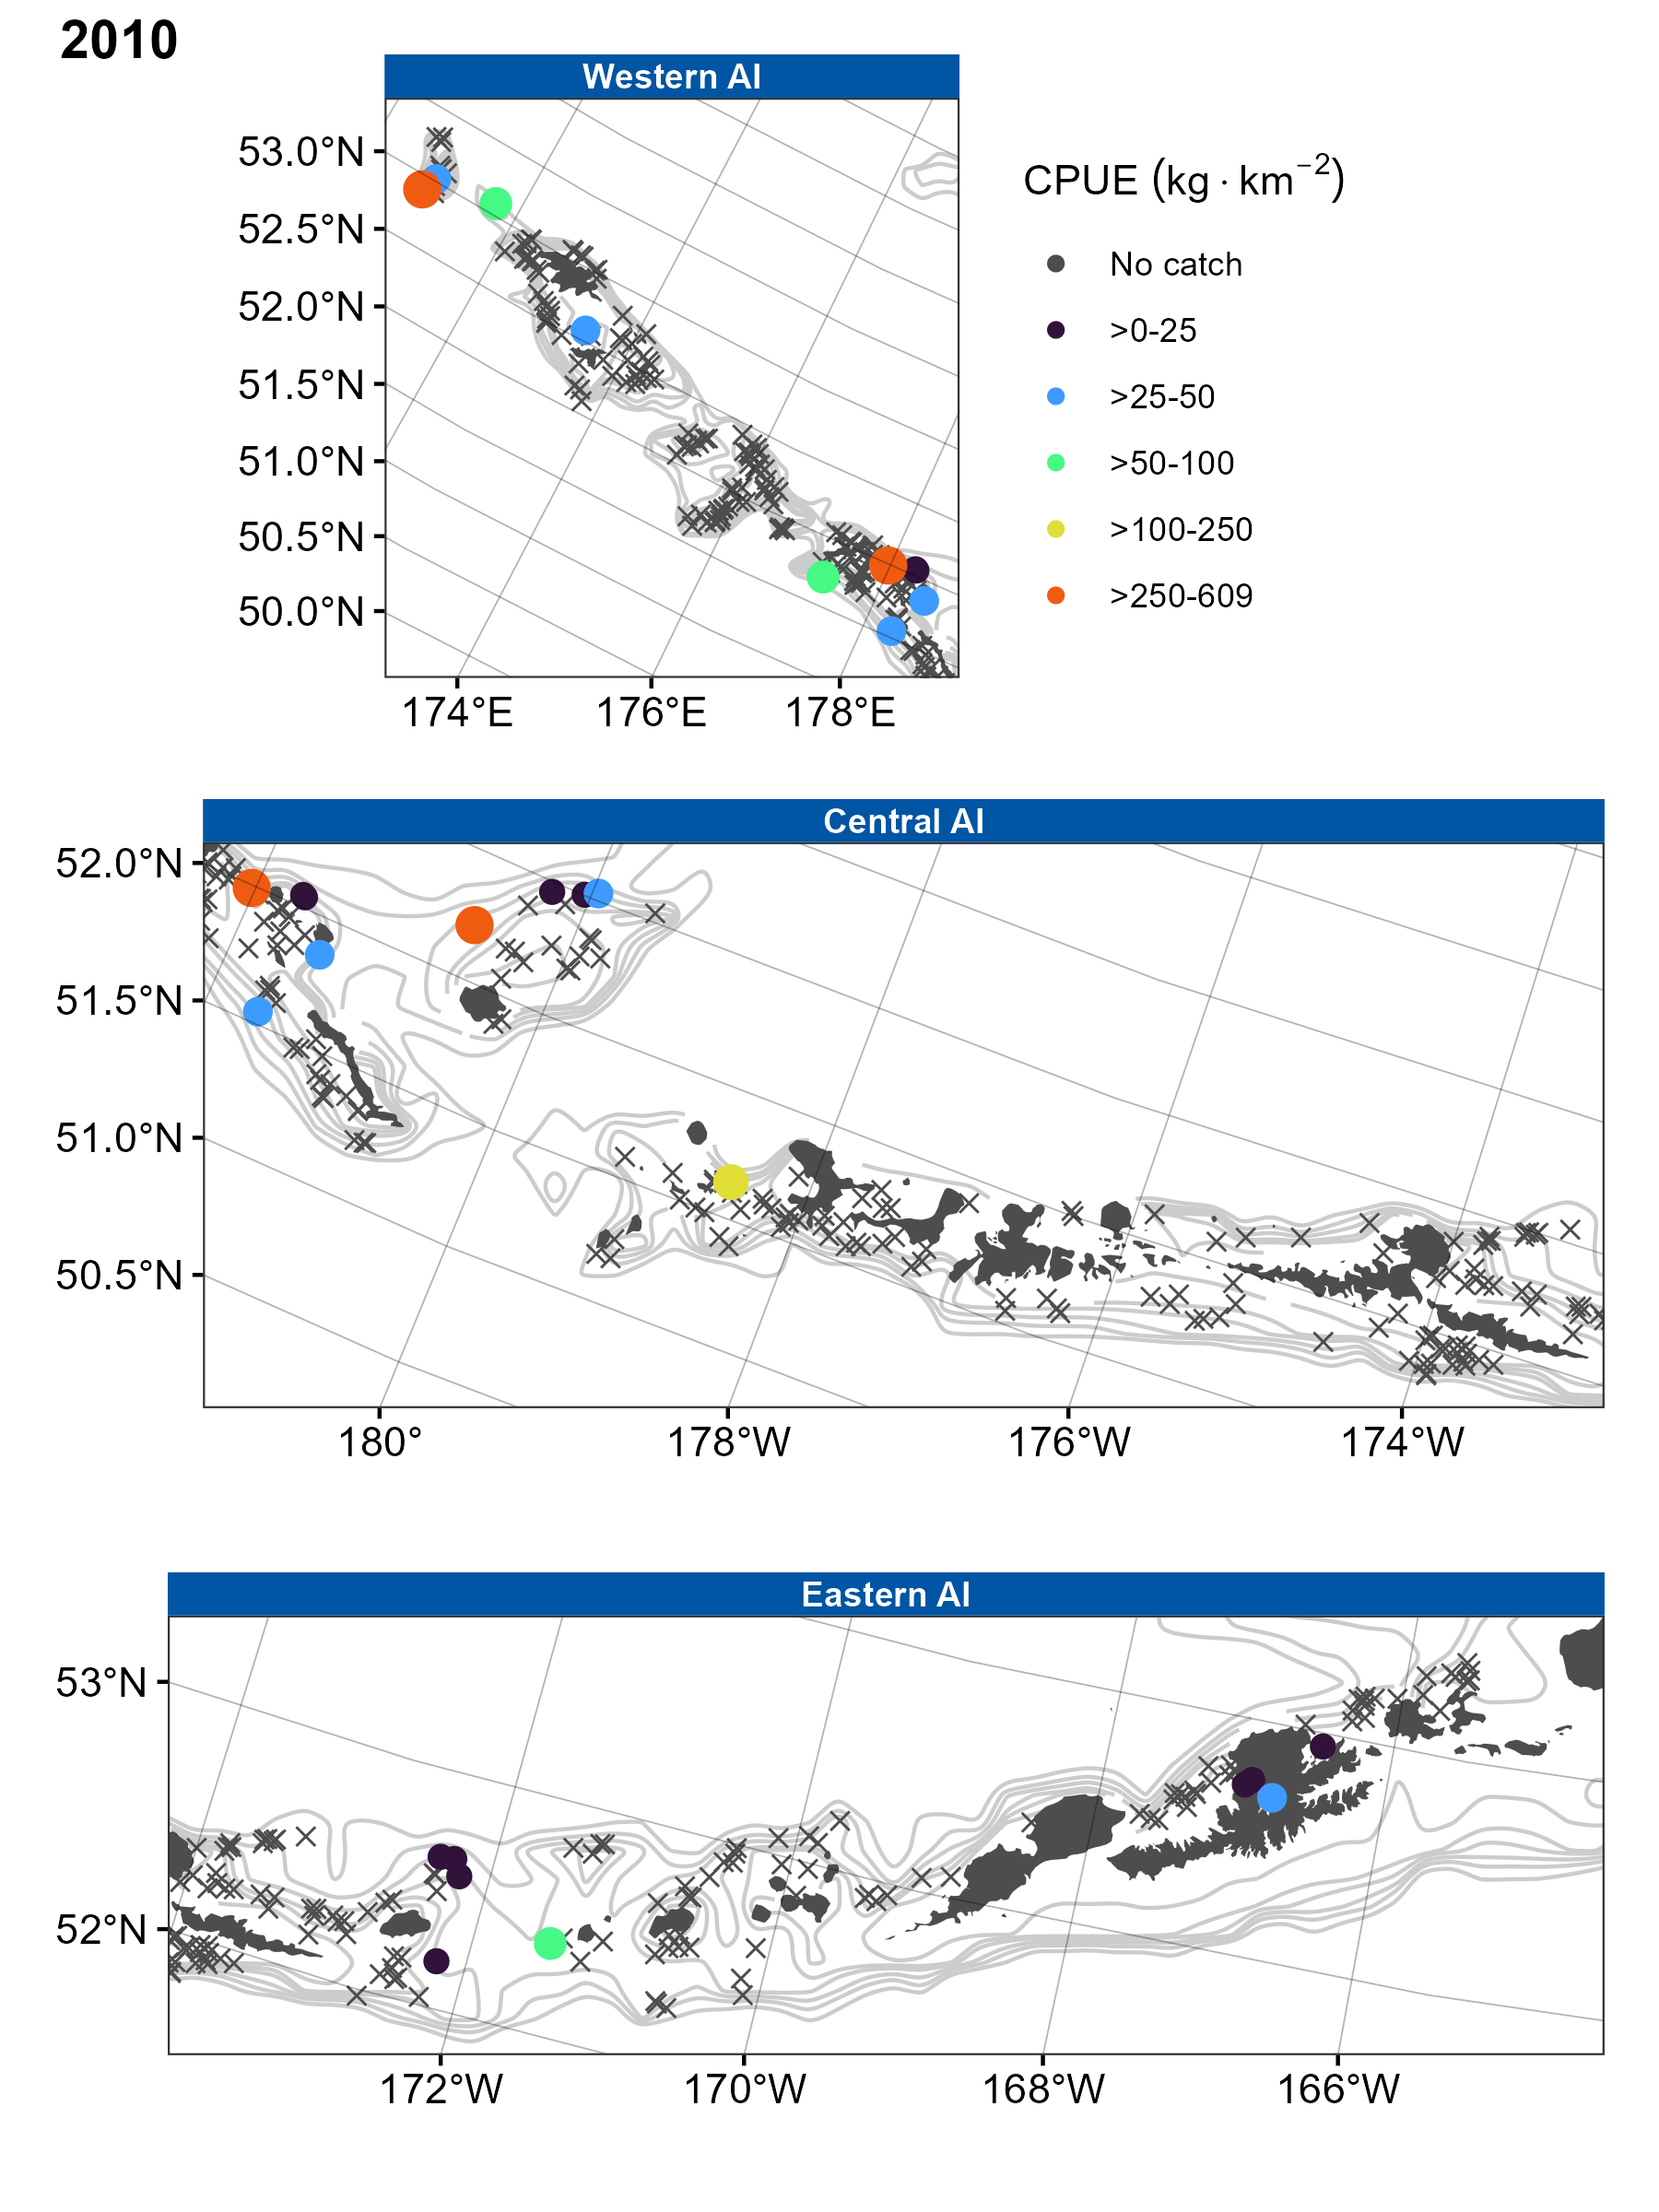 2010
Western AI
53.0°N
52.5°N
52.0°N
51.5°N
51.0°N
50.5°N
50.0°N
174°E 176°E 178°E
CPUE (kg · km⁻²)
No catch
>0-25
>25-50
>50-100
>100-250
>250-609
Central AI
52.0°N
51.5°N
51.0°N
50.5°N
180° 178°W 176°W 174°W
Eastern AI
53°N
52°N
172°W 170°W 168°W 166°W